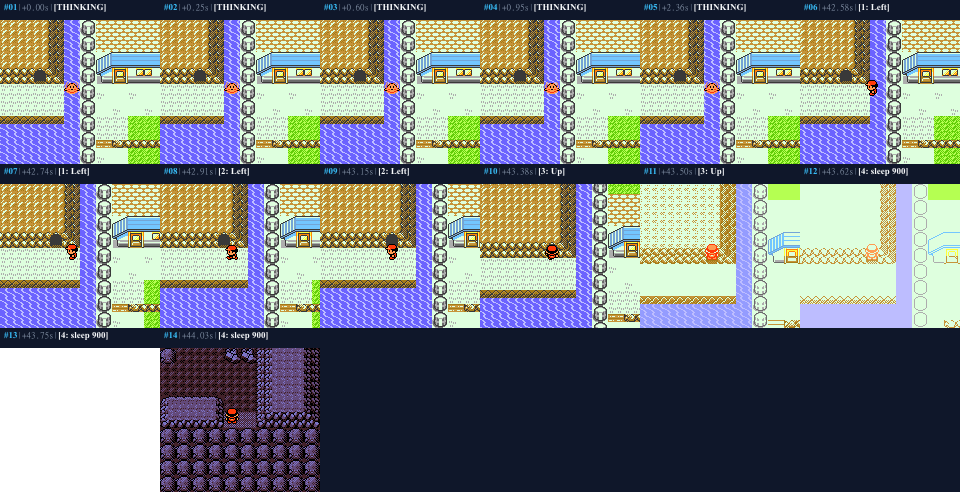 #01|+0.00s|[THINKING]
#02|+0.25s|[THINKING]
#03|+0.60s|[THINKING]
#04|+0.95s|[THINKING]
#05|+2.36s|[THINKING]
#06|+42.58s|[1: Left]
#07|+42.74s|[1: Left]
#08|+42.91s|[2: Left]
#09|+43.15s|[2: Left]
#10|+43.38s|[3: Up]
#11|+43.50s|[3: Up]
#12|+43.62s|[4: sleep 900]
#13|+43.75s|[4: sleep 900]
#14|+44.03s|[4: sleep 900]